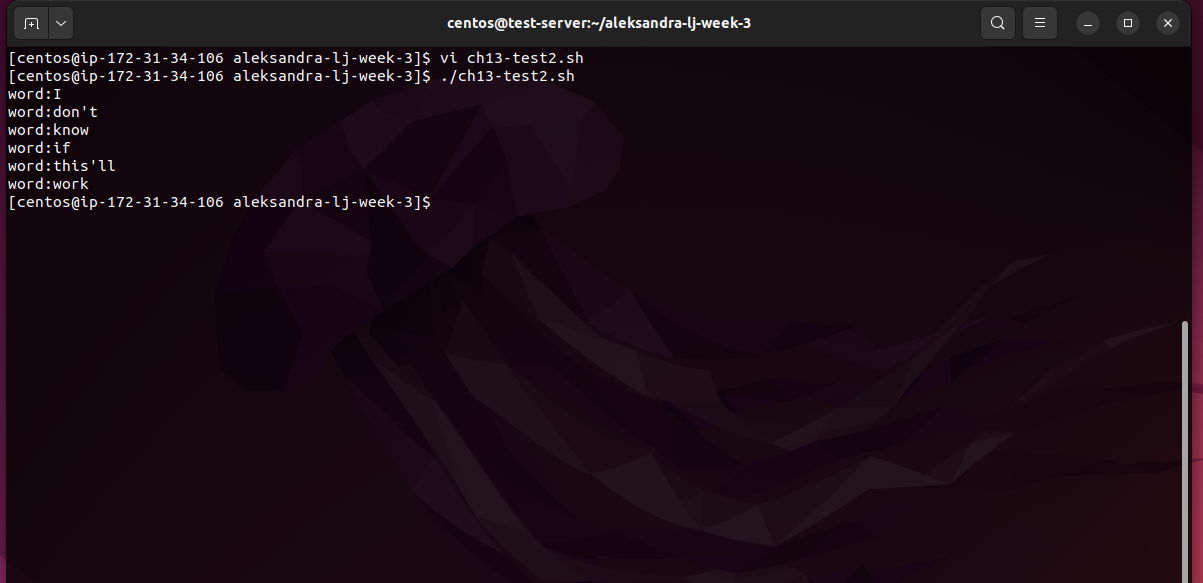 centos@test-server:~/aleksandra-lj-week-3
[centos@ip-172-31-34-106 aleksandra-lj-week-3]$ vi ch13-test2.sh
[centos@ip-172-31-34-106 aleksandra-lj-week-3]$ ./ch13-test2.sh
word:I
word:don't
word:know
word:if
word:this'll
word:work
[centos@ip-172-31-34-106 aleksandra-lj-week-3]$